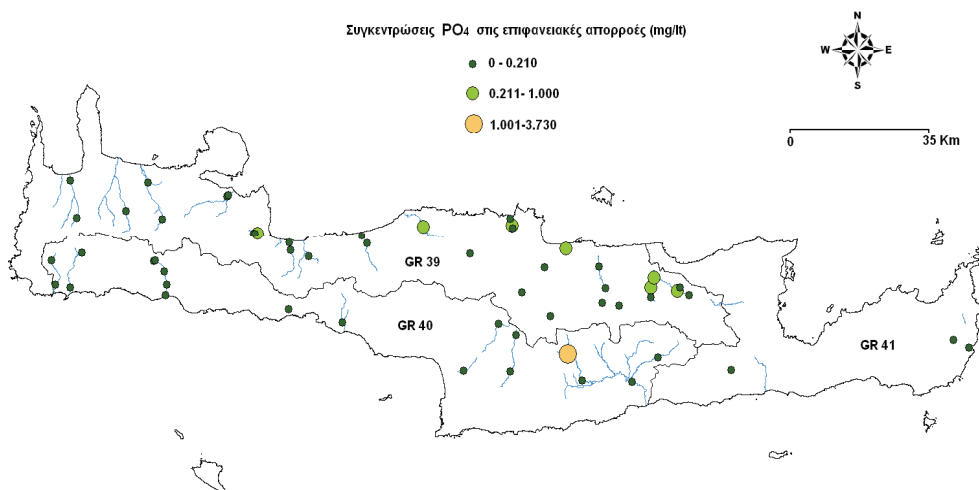 Συγκεντρώσεις PO4 στις επιφανειακές απορροές (mg/lt)
0 - 0.210
0.211- 1.000
1.001-3.730
N
W E
S
0 35 Km
GR 39
GR 40
GR 41